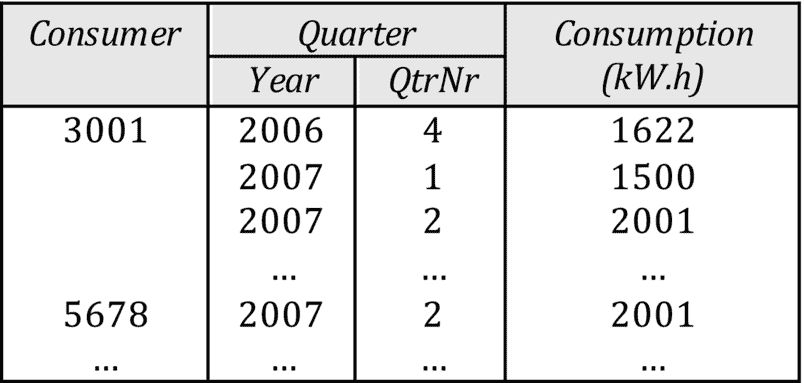 Consumer Quarter Consumption
Year QtrNr (kW.h)
3001 2006 4 1622
2007 1 1500
2007 2 2001
... ... ...
5678 2007 2 2001
... ... ... ...